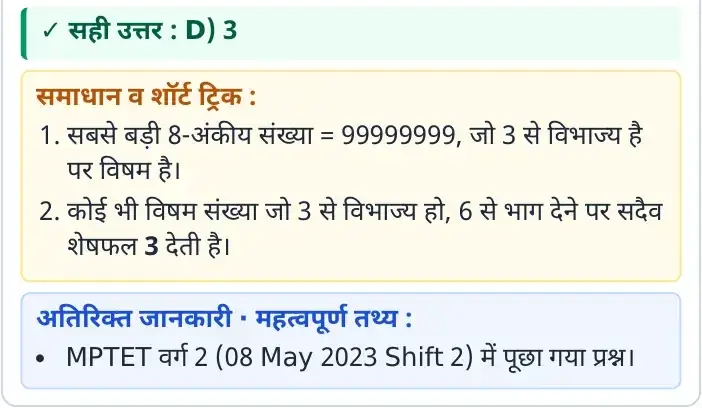 ✓ सही उत्तर : D) 3
समाधान व शॉर्ट ट्रिक :
1. सबसे बड़ी 8-अंकीय संख्या = 99999999, जो 3 से विभाज्य है
पर विषम है।
2. कोई भी विषम संख्या जो 3 से विभाज्य हो, 6 से भाग देने पर सदैव
शेषफल 3 देती है।
अतिरिक्त जानकारी · महत्वपूर्ण तथ्य :
• MPTET वर्ग 2 (08 May 2023 Shift 2) में पूछा गया प्रश्न।